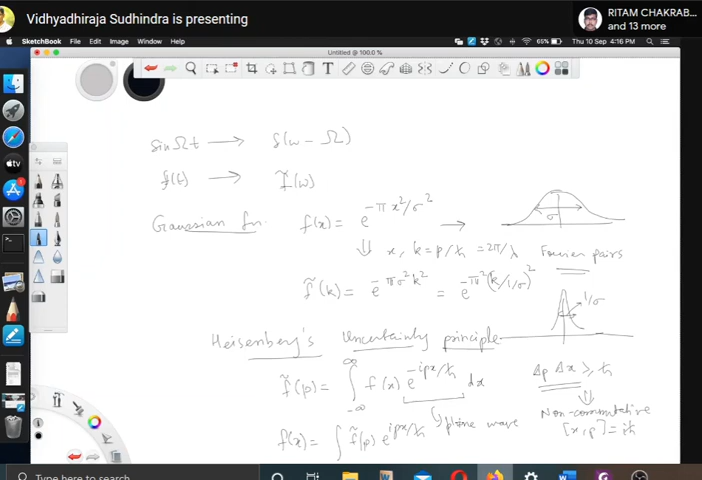 Vidhyadhiraja Sudhindra is presenting
RITAM CHAKRAB...
and 13 more
SketchBook File Edit Image Window Help
65% Thu 10 Sep 4:16 PM
Untitled @ 100.0 %
sin Ωt → δ(ω − Ω)
f(t) → f̃(ω)
Gaussian fn. f(x) = e^{−πx²/σ²} → σ
⇓ x, k = p/ħ = 2π/λ Fourier pairs
f̃(k) = e^{−πσ²k²} = e^{−π²(k/1/σ)²} 1/σ
Heisenberg's Uncertainty principle
f̃(p) = ∫_{−∞}^{∞} f(x) e^{−ipx/ħ} dx Δp Δx ≥ ħ
plane wave Non-commutative
f(x) = ∫ f̃(p) e^{ipx/ħ} [x,p] = iħ
Type here to search